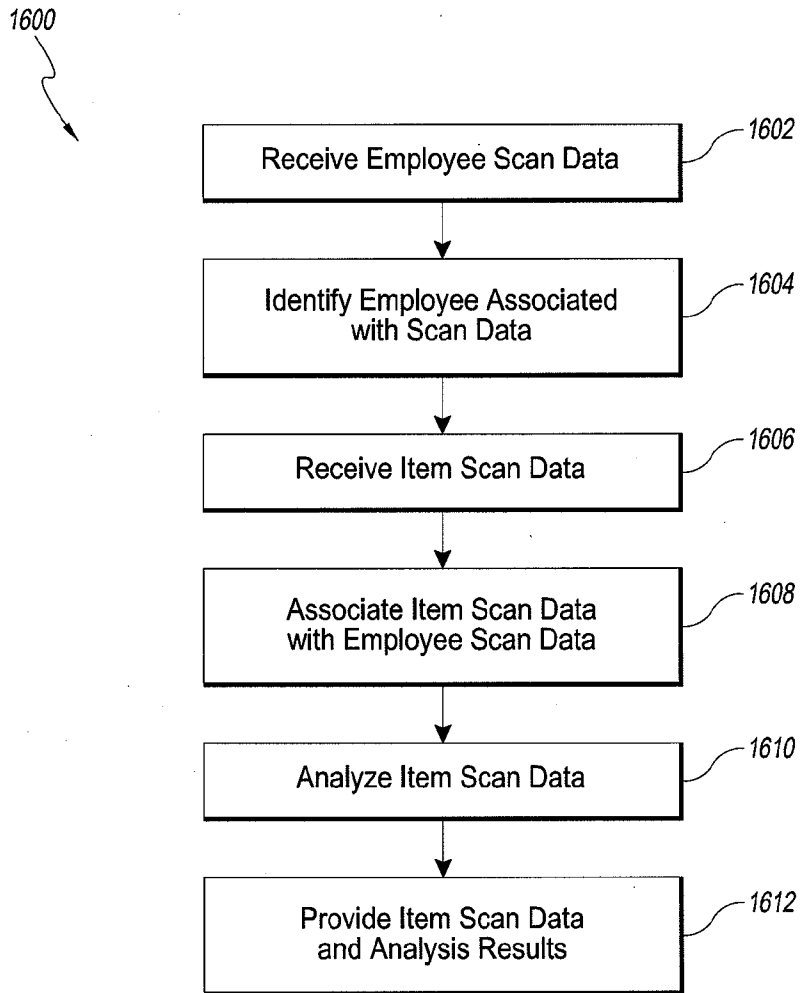 1600
Receive Employee Scan Data
1602
Identify Employee Associated
with Scan Data
1604
Receive Item Scan Data
1606
Associate Item Scan Data
with Employee Scan Data
1608
Analyze Item Scan Data
1610
Provide Item Scan Data
and Analysis Results
1612